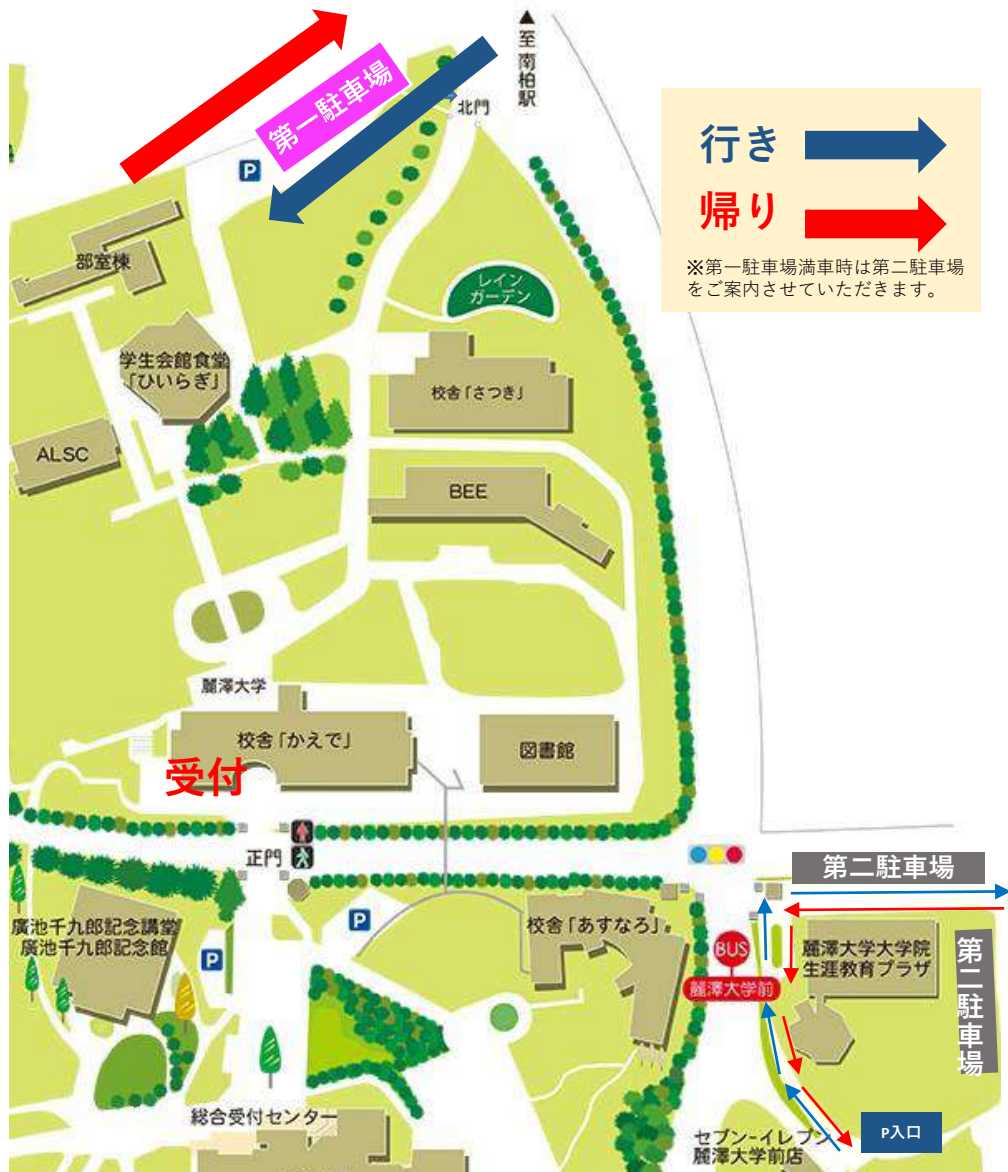 ▲至南柏駅
北門
第一駐車場
P
行き
帰り
※第一駐車場満車時は第二駐車場
をご案内させていただきます。
部室棟
レイン
ガーデン
学生会館食堂
「ひいらぎ」
校舎「さつき」
ALSC
BEE
麗澤大学
校舎「かえで」
図書館
受付
正門
第二駐車場
廣池千九郎記念講堂
廣池千九郎記念館
P
P
校舎「あすなろ」
BUS
麗澤大学前
麗澤大学大学院
生涯教育プラザ
第二駐車場
総合受付センター
セブン-イレブン
麗澤大学前店
P入口